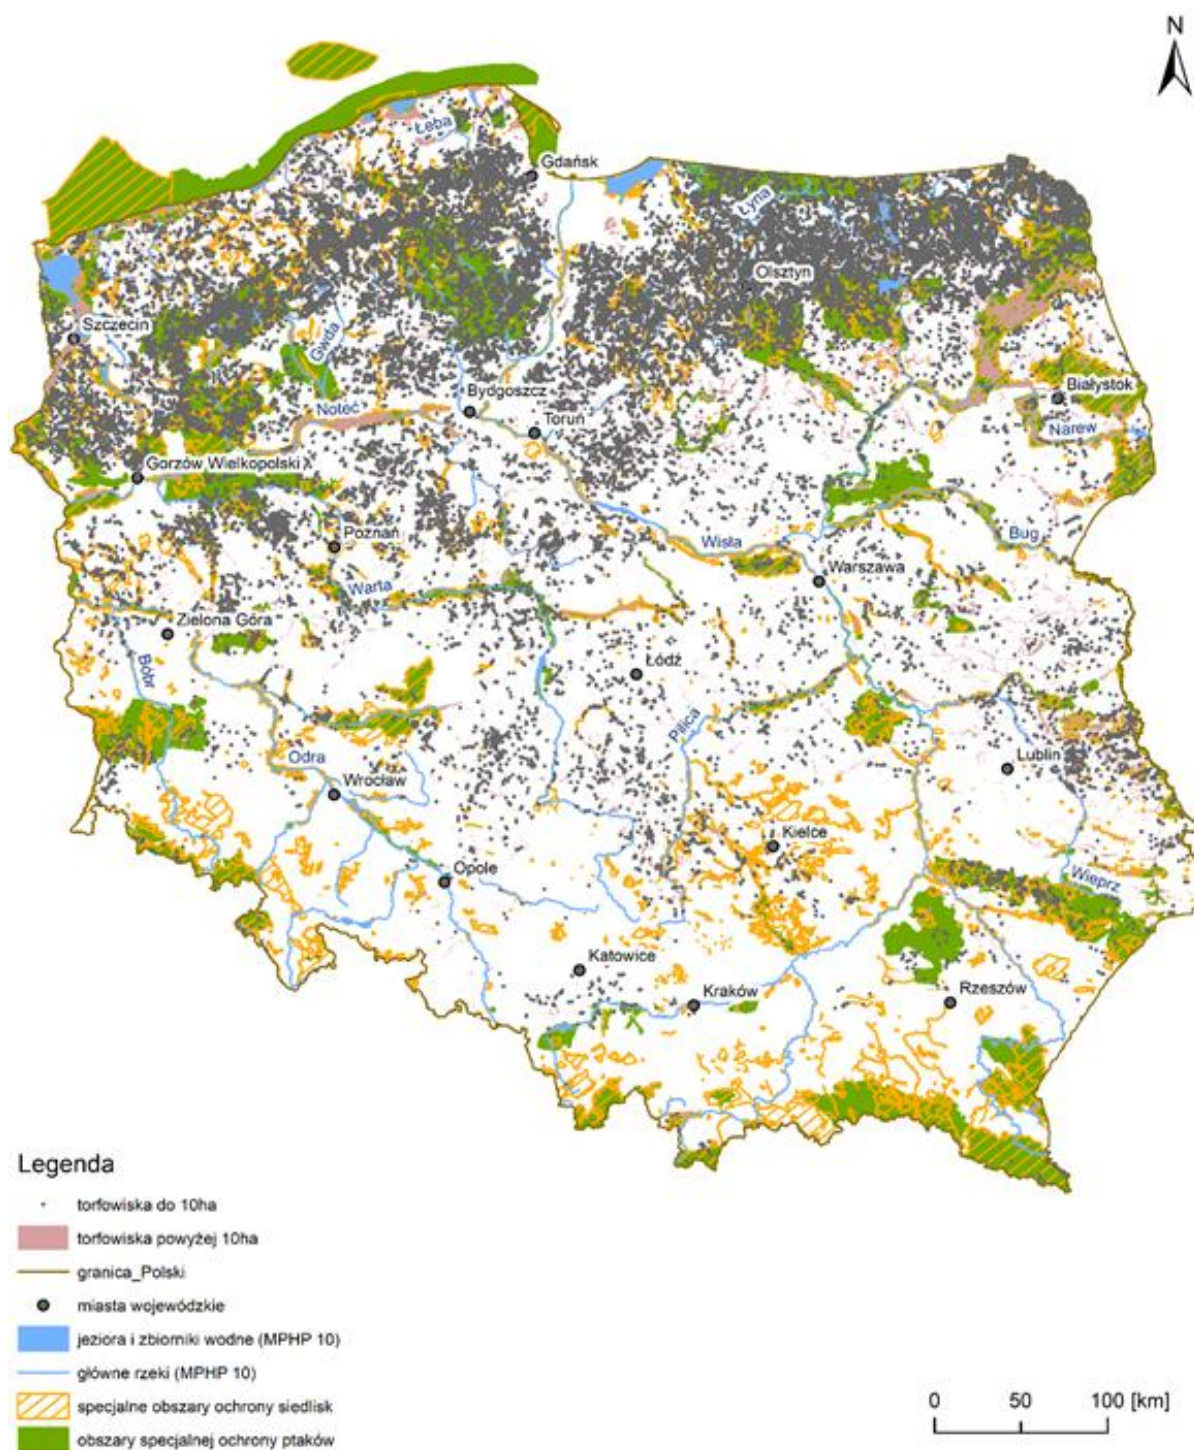 N
Łeba
Gdańsk
Łyna
Olsztyn
Szczecin
Gwda
Bydgoszcz
Białystok
Noteć
Toruń
Narew
Gorzów Wielkopolski
Poznań
Wisła
Bug
Warta
Warszawa
Zielona Góra
Bóbr
Łódź
Pilica
Odra
Lublin
Wrocław
Kielce
Opole
Wieprz
Katowice
Kraków
Rzeszów
Legenda
torfowiska do 10ha
torfowiska powyżej 10ha
granica_Polski
miasta wojewódzkie
jeziora i zbiorniki wodne (MPHP 10)
główne rzeki (MPHP 10)
specjalne obszary ochrony siedlisk
obszary specjalnej ochrony ptaków
0 50 100 [km]